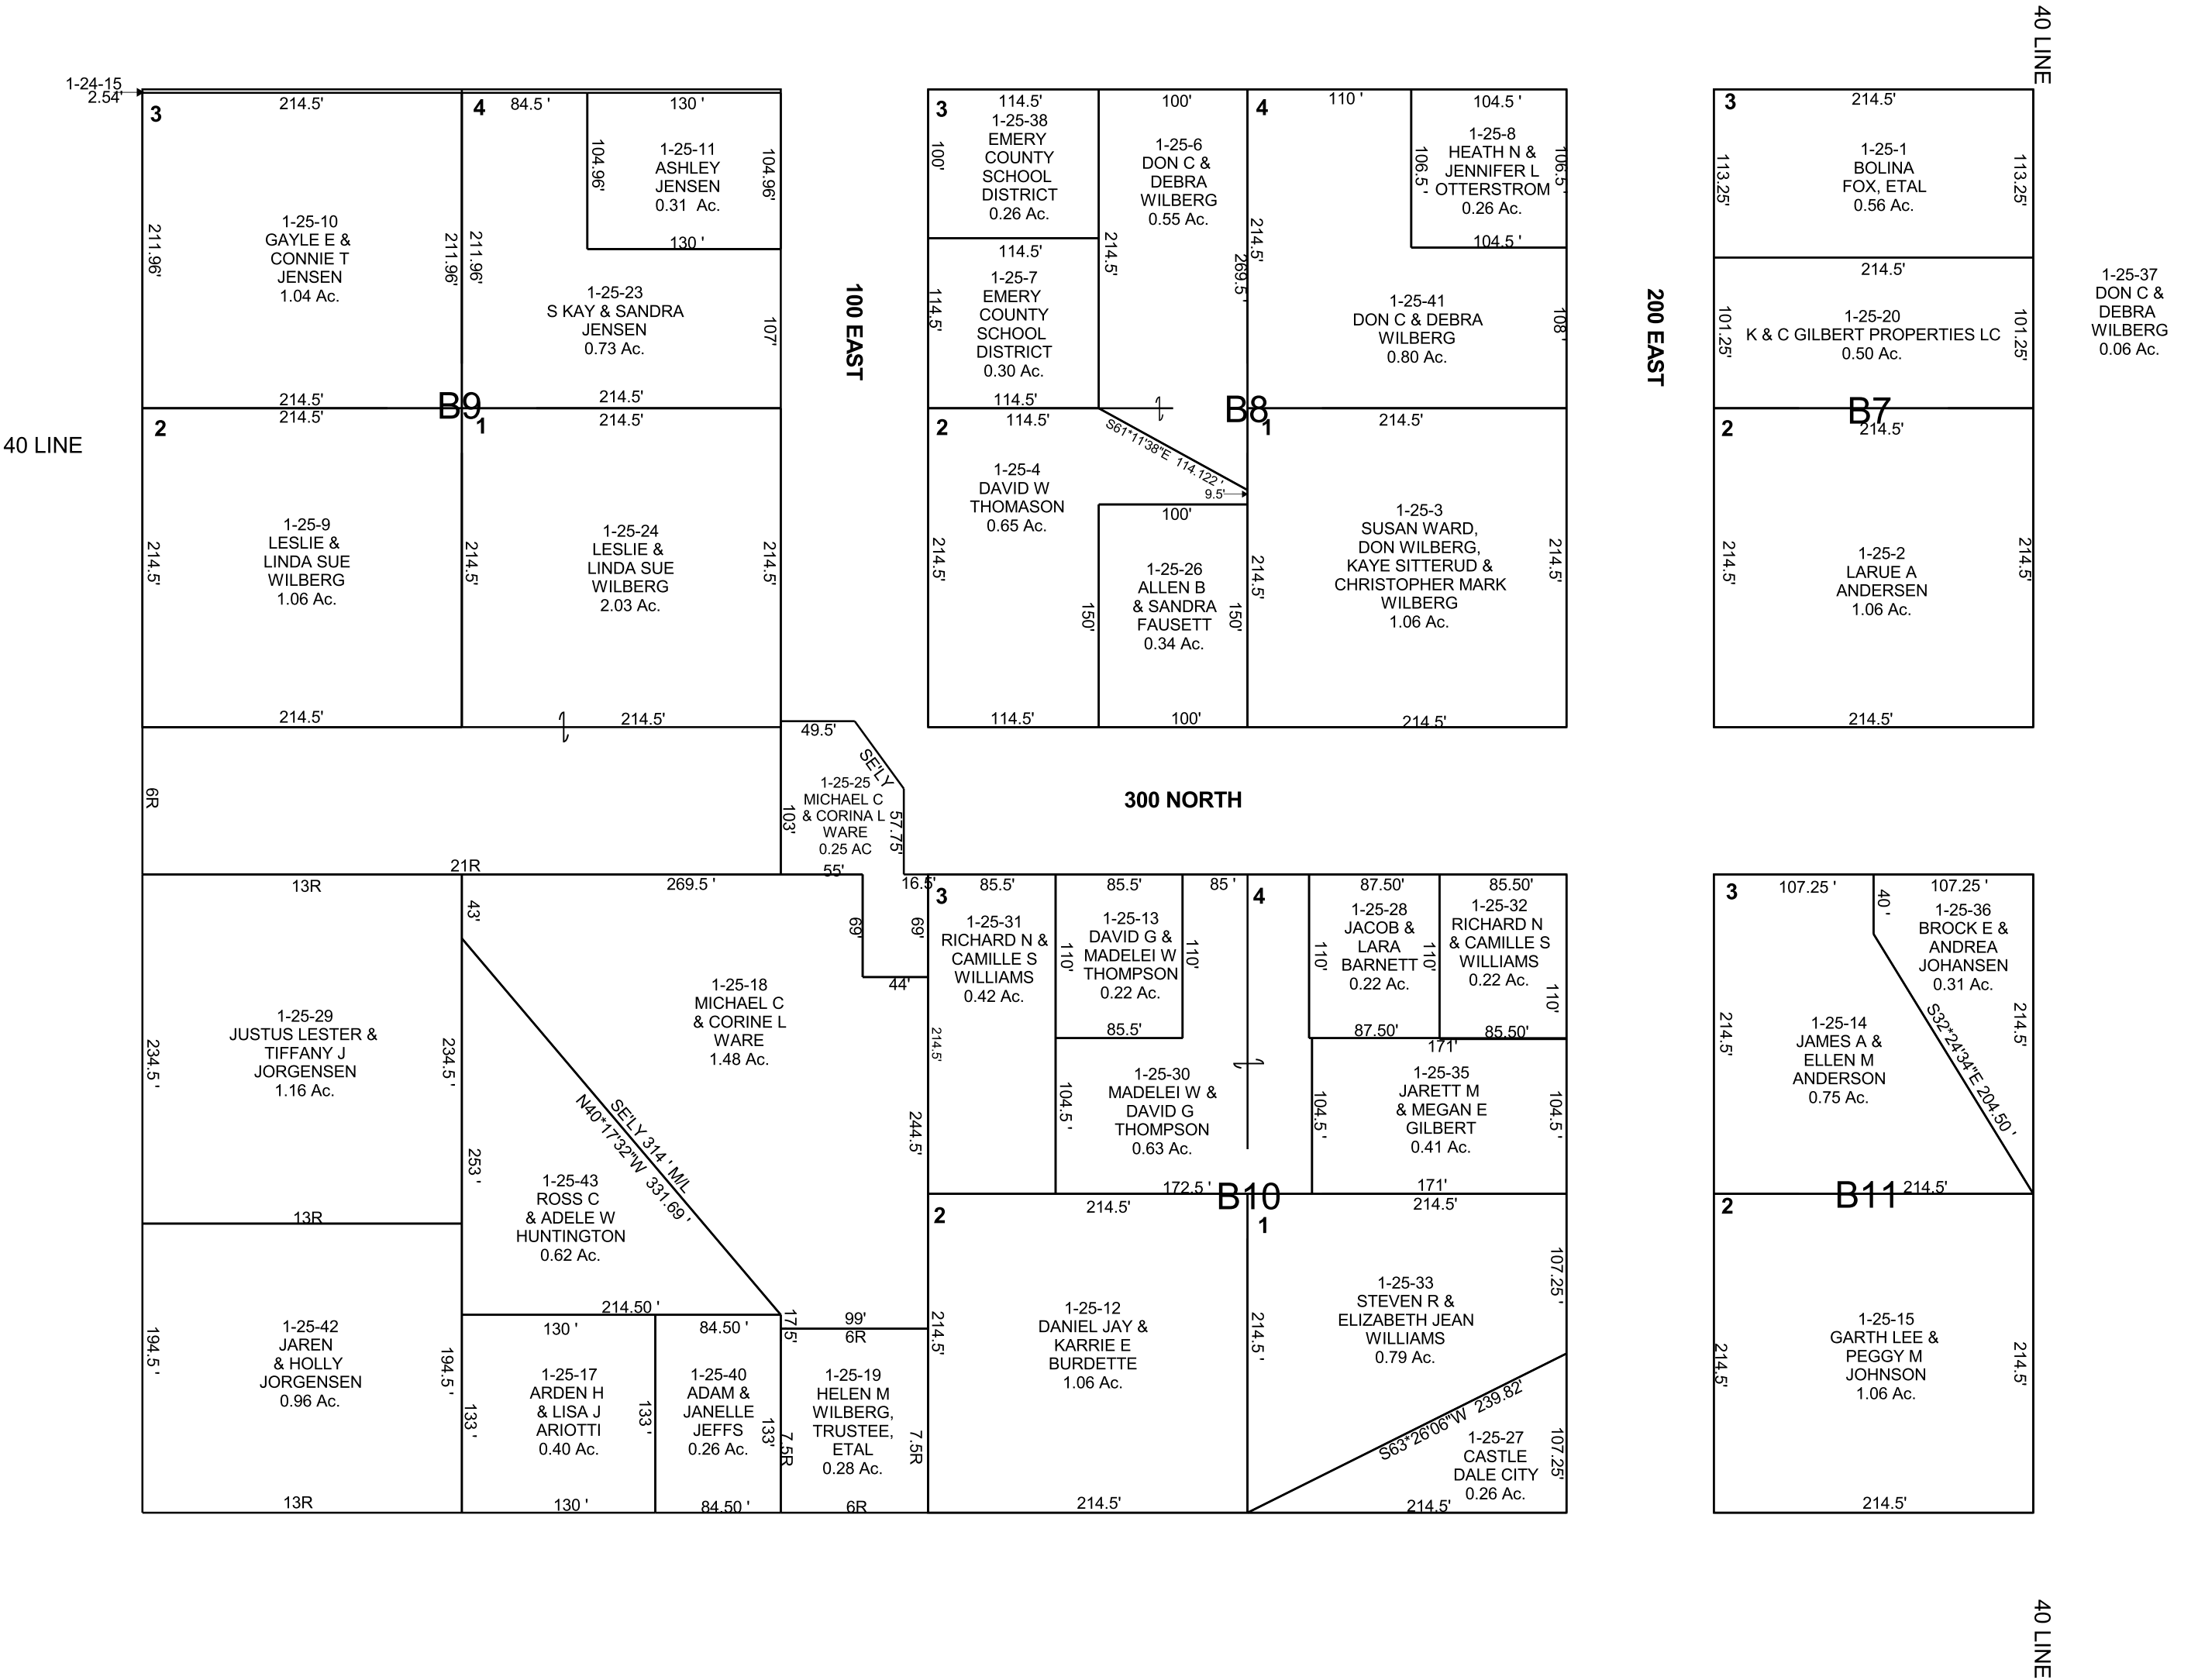 40 LINE
1-24-15
2.54'
3
214.5'
4
84.5 '
130 '
104.96'
1-25-11
ASHLEY
JENSEN
0.31 Ac.
104.96'
130 '
211.96'
1-25-10
GAYLE E &
CONNIE T
JENSEN
1.04 Ac.
211.96'
211.96'
1-25-23
S KAY & SANDRA
JENSEN
0.73 Ac.
107'
214.5'
214.5'
B9
214.5'
214.5'
2
1
40 LINE
214.5'
1-25-9
LESLIE &
LINDA SUE
WILBERG
1.06 Ac.
214.5'
1-25-24
LESLIE &
LINDA SUE
WILBERG
2.03 Ac.
214.5'
214.5'
214.5'
100 EAST
3
114.5'
100'
1-25-38
EMERY
COUNTY
SCHOOL
DISTRICT
0.26 Ac.
100'
1-25-6
DON C &
DEBRA
WILBERG
0.55 Ac.
4
110 '
104.5 '
106.5 '
1-25-8
HEATH N &
JENNIFER L
OTTERSTROM
0.26 Ac.
106.5 '
104.5 '
114.5'
114.5'
1-25-7
EMERY
COUNTY
SCHOOL
DISTRICT
0.30 Ac.
114.5'
214.5'
269.5 '
214.5'
1-25-41
DON C & DEBRA
WILBERG
0.80 Ac.
108'
B8
2
114.5'
1
214.5'
S61*11'38"E 114.122 '
9.5'
1-25-4
DAVID W
THOMASON
0.65 Ac.
214.5'
100'
150'
1-25-26
ALLEN B
& SANDRA
FAUSETT
0.34 Ac.
150'
214.5'
1-25-3
SUSAN WARD,
DON WILBERG,
KAYE SITTERUD &
CHRISTOPHER MARK
WILBERG
1.06 Ac.
214.5'
114.5'
100'
214.5'
200 EAST
3
214.5'
113.25'
1-25-1
BOLINA
FOX, ETAL
0.56 Ac.
113.25'
214.5'
101.25'
1-25-20
K & C GILBERT PROPERTIES LC
0.50 Ac.
101.25'
1-25-37
DON C &
DEBRA
WILBERG
0.06 Ac.
B7
2
214.5'
214.5'
1-25-2
LARUE A
ANDERSEN
1.06 Ac.
214.5'
214.5'
49.5'
SE'LY
1-25-25
MICHAEL C
& CORINA L
WARE
0.25 AC
103'
57.75'
55'
16.5'
300 NORTH
6R
21R
13R
269.5 '
43'
69'
69'
44'
234.5 '
1-25-29
JUSTUS LESTER &
TIFFANY J
JORGENSEN
1.16 Ac.
234.5 '
13R
1-25-18
MICHAEL C
& CORINE L
WARE
1.48 Ac.
SE'LY 314 ' M/L
N40*17'32"W 331.69 '
244.5'
253 '
1-25-43
ROSS C
& ADELE W
HUNTINGTON
0.62 Ac.
214.50 '
194.5 '
1-25-42
JAREN
& HOLLY
JORGENSEN
0.96 Ac.
194.5 '
13R
130 '
133 '
1-25-17
ARDEN H
& LISA J
ARIOTTI
0.40 Ac.
133 '
130 '
84.50 '
1-25-40
ADAM &
JANELLE
JEFFS
0.26 Ac.
133'
84.50 '
17.5'
99'
6R
7.5R
1-25-19
HELEN M
WILBERG,
TRUSTEE,
ETAL
0.28 Ac.
7.5R
6R
3
85.5'
85.5'
85 '
4
87.50'
85.50'
1-25-31
RICHARD N &
CAMILLE S
WILLIAMS
0.42 Ac.
214.5'
110'
1-25-13
DAVID G &
MADELEI W
THOMPSON
0.22 Ac.
110'
85.5'
110'
1-25-28
JACOB &
LARA
BARNETT
0.22 Ac.
110'
87.50'
1-25-32
RICHARD N
& CAMILLE S
WILLIAMS
0.22 Ac.
110'
85.50'
104.5 '
1-25-30
MADELEI W &
DAVID G
THOMPSON
0.63 Ac.
172.5 '
171'
104.5 '
1-25-35
JARETT M
& MEGAN E
GILBERT
0.41 Ac.
104.5 '
171'
B10
2
214.5'
1
214.5'
214.5'
1-25-12
DANIEL JAY &
KARRIE E
BURDETTE
1.06 Ac.
214.5'
214.5 '
1-25-33
STEVEN R &
ELIZABETH JEAN
WILLIAMS
0.79 Ac.
107.25 '
S63*26'06"W 239.82'
1-25-27
CASTLE
DALE CITY
0.26 Ac.
107.25'
214.5'
3
107.25 '
40 '
107.25 '
1-25-36
BROCK E &
ANDREA
JOHANSEN
0.31 Ac.
214.5'
214.5'
1-25-14
JAMES A &
ELLEN M
ANDERSON
0.75 Ac.
S32*24'34"E 204.50 '
B11
214.5'
2
214.5'
1-25-15
GARTH LEE &
PEGGY M
JOHNSON
1.06 Ac.
214.5'
214.5'
40 LINE